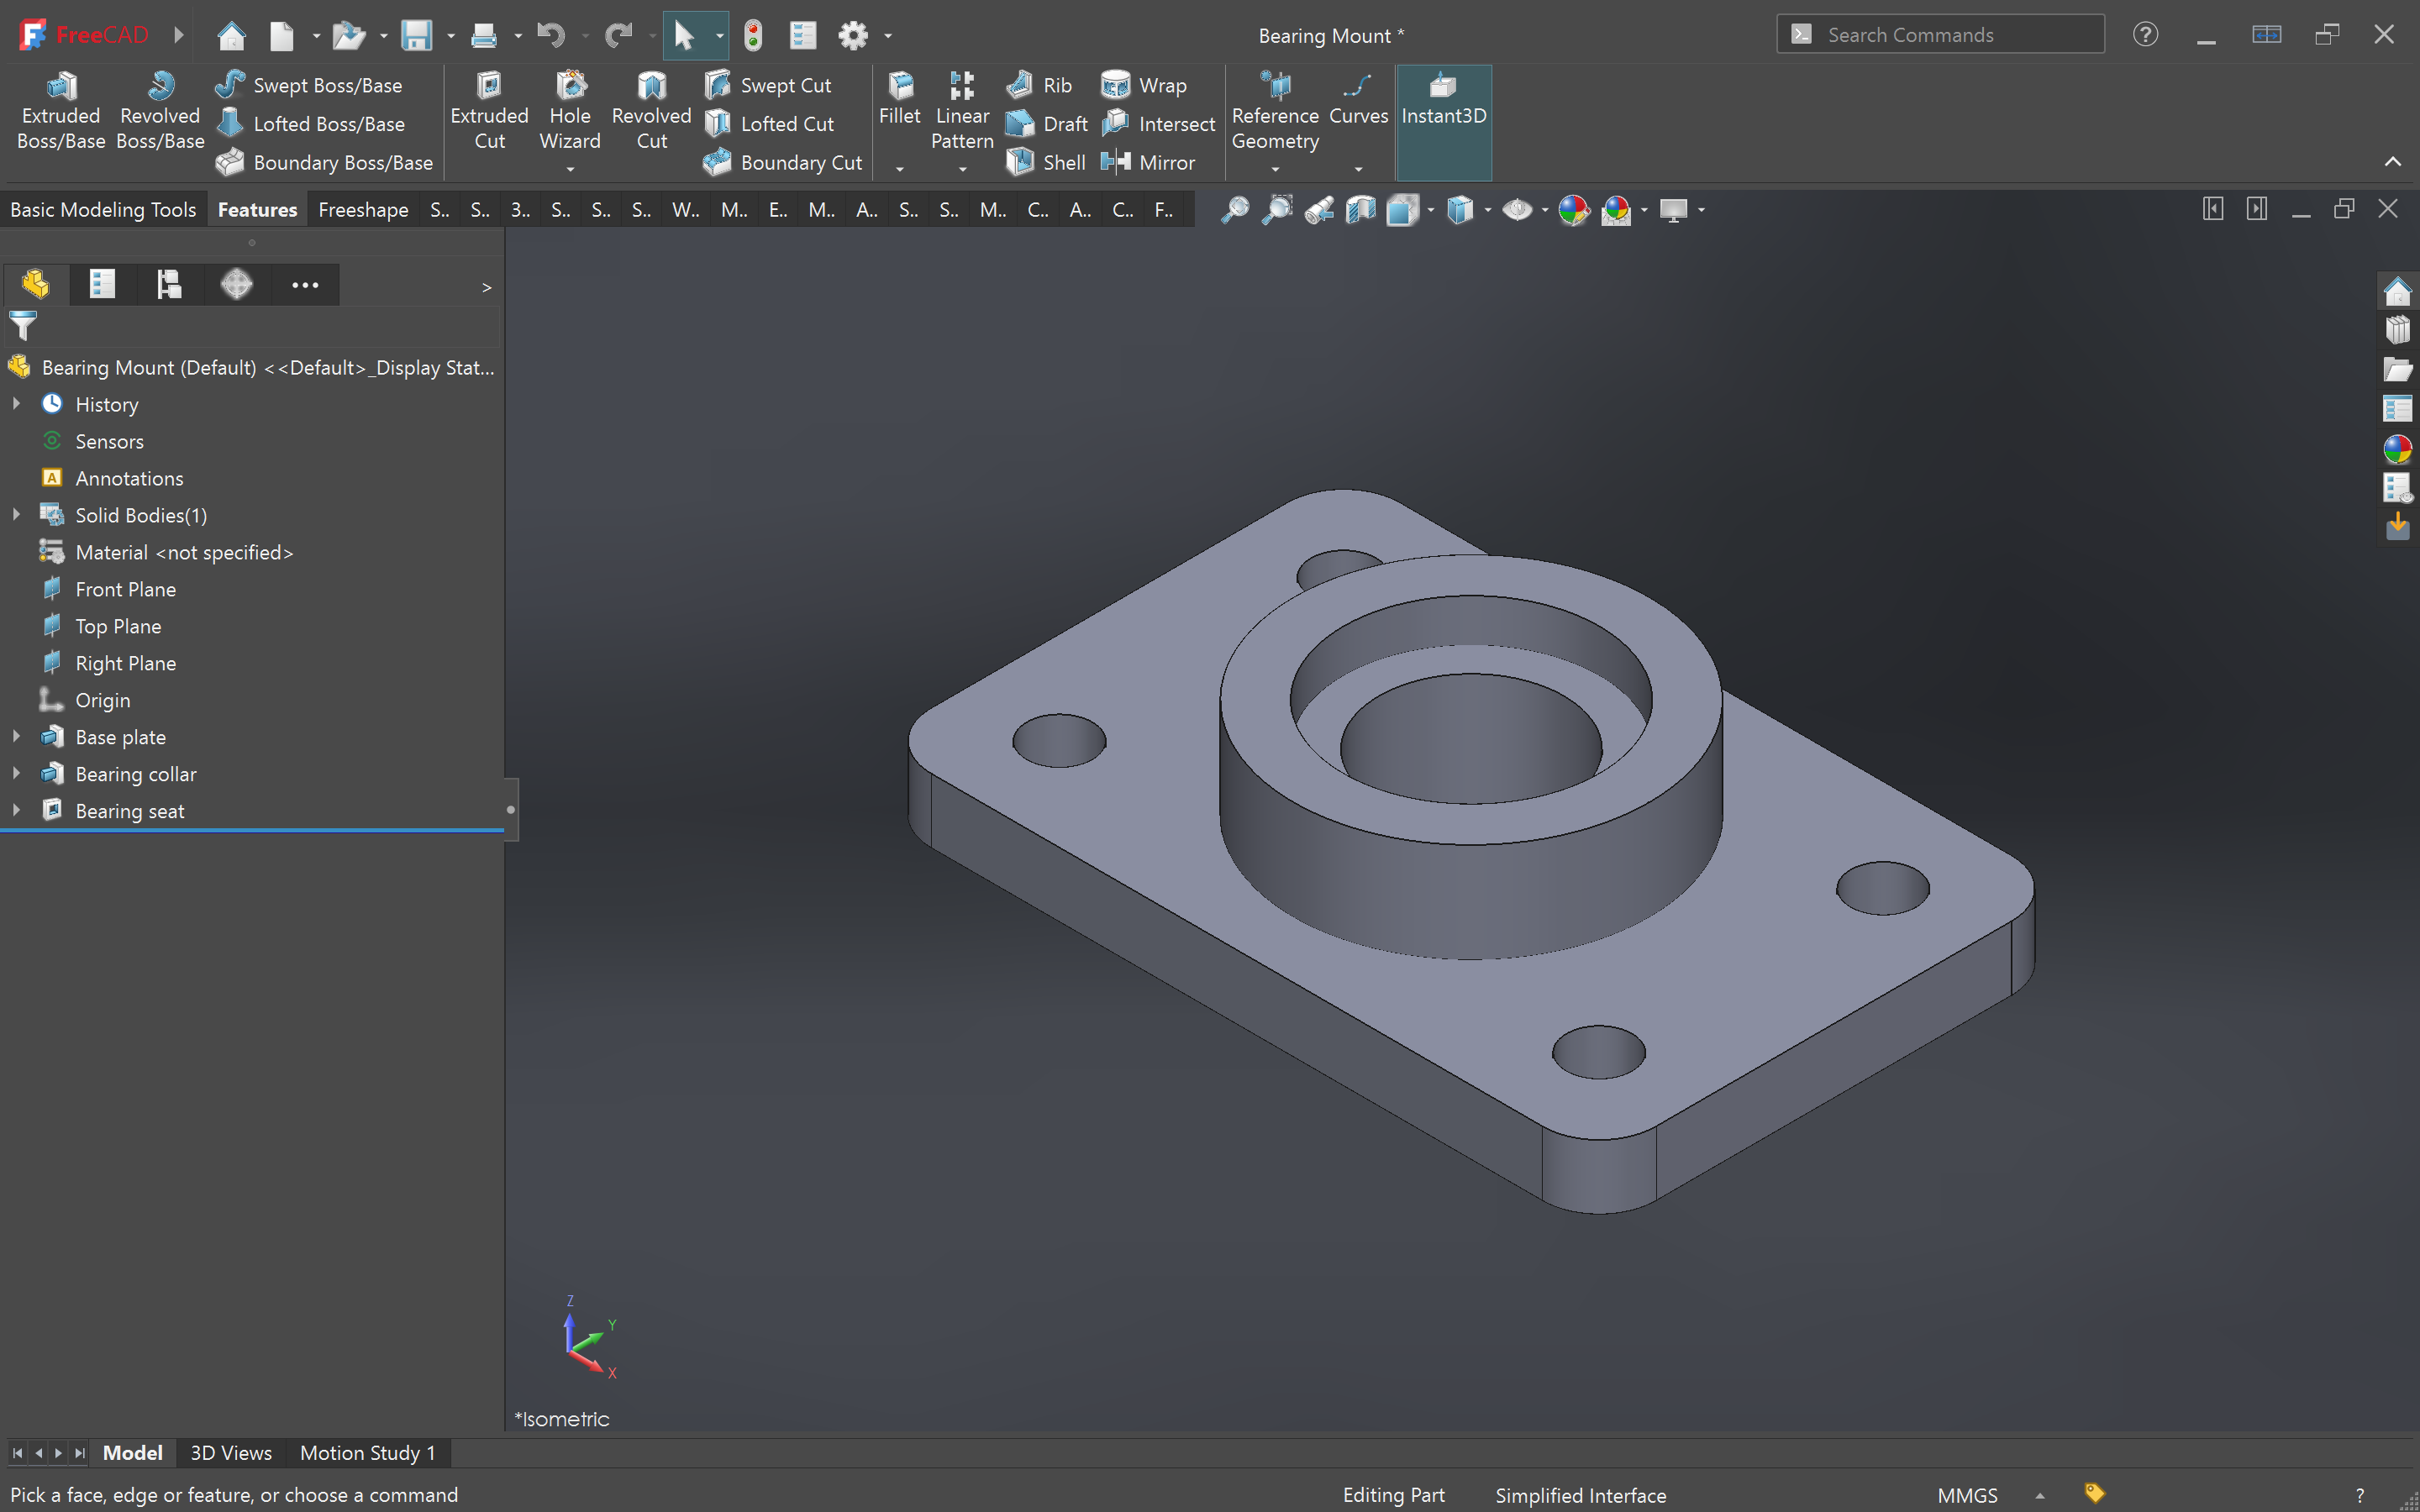 FreeCAD
Bearing Mount *
Search Commands
Extruded Boss/Base
Revolved Boss/Base
Swept Boss/Base
Lofted Boss/Base
Boundary Boss/Base
Extruded Cut
Hole Wizard
Revolved Cut
Swept Cut
Lofted Cut
Boundary Cut
Fillet
Linear Pattern
Rib
Draft
Shell
Wrap
Intersect
Mirror
Reference Geometry
Curves
Instant3D
Basic Modeling Tools Features Freeshape S.. S.. 3.. S.. S.. S.. W.. M.. E.. M.. A.. S.. S.. M.. C.. A.. C.. F..
Bearing Mount (Default) <<Default>_Display Stat...
History
Sensors
A Annotations
Solid Bodies(1)
Material <not specified>
Front Plane
Top Plane
Right Plane
Origin
Base plate
Bearing collar
Bearing seat
Z
Y
X
*Isometric
Model 3D Views Motion Study 1
Pick a face, edge or feature, or choose a command
Editing Part Simplified Interface MMGS ?